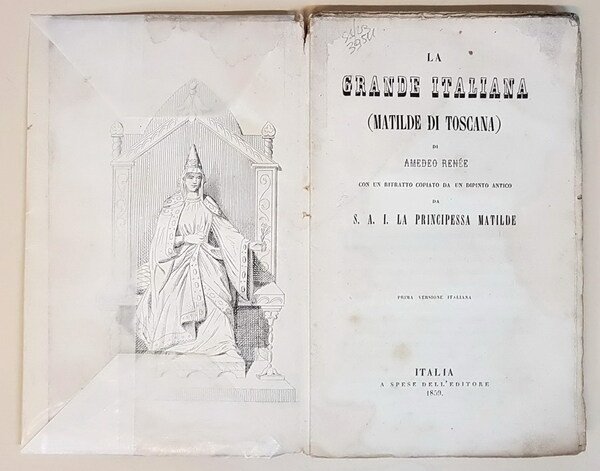 LA
GRANDE ITALIANA
(MATILDE DI TOSCANA)
DI
AMEDEO RENÉE
CON UN RITRATTO COPIATO DA UN DIPINTO ANTICO
DA
S. A. I. LA PRINCIPESSA MATILDE
PRIMA VERSIONE ITALIANA
ITALIA
A SPESE DELL'EDITORE
1859.